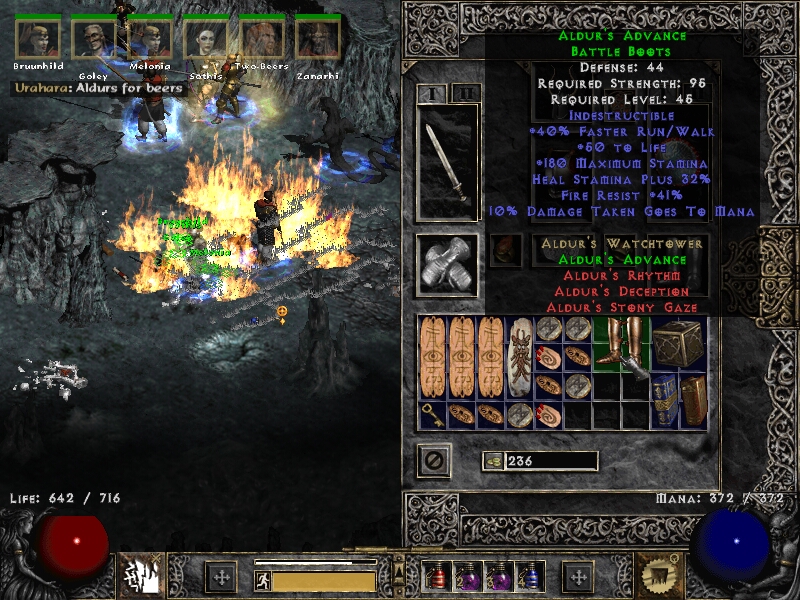 Bruunhild
Goley
Melonia
Sathis
Two-Beers
Zanarhi
Urahara: Aldurs for beers
Aldur's Advance
Battle Boots
Defense: 44
Required Strength: 95
Required Level: 45
Indestructible
+40% Faster Run/Walk
+50 to Life
+180 Maximum Stamina
Heal Stamina Plus 32%
Fire Resist +41%
10% Damage Taken Goes To Mana
Aldur's Watchtower
Aldur's Advance
Aldur's Rhythm
Aldur's Deception
Aldur's Stony Gaze
I II
236
Life: 642 / 716
Mana: 372 / 372